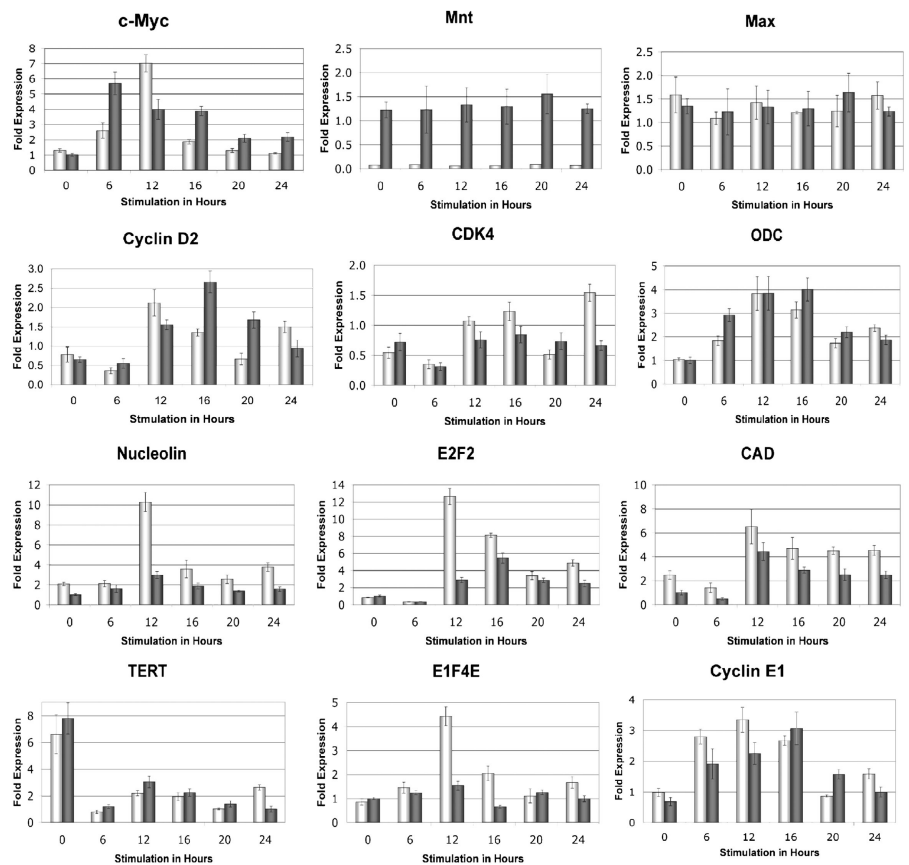 c-Myc
Fold Expression
8
7
6
5
4
3
2
1
0
0 6 12 16 20 24
Stimulation in Hours
Mnt
Fold Expression
2.5
2.0
1.5
1.0
0.5
0.0
0 6 12 16 20 24
Stimulation in Hours
Max
Fold Expression
2.5
2.0
1.5
1.0
0.5
0.0
0 6 12 16 20 24
Stimulation in Hours
Cyclin D2
Fold Expression
3.0
2.5
2.0
1.5
1.0
0.5
0.0
0 6 12 16 20 24
Stmulation in Hours
CDK4
Fold Expression
2.0
1.5
1.0
0.5
0.0
0 6 12 16 20 24
Stimulation in Hours
ODC
Fold Expression
5
4
3
2
1
0
0 6 12 16 20 24
Stimulation in Hours
Nucleolin
Fold Expression
12
10
8
6
4
2
0
0 6 12 16 20 24
Stimulation in Hours
E2F2
Fold Expression
14
12
10
8
6
4
2
0
0 6 12 16 20 24
Stimulation in Hours
CAD
Fold Expression
10
8
6
4
2
0
0 6 12 16 20 24
Stimulation in Hours
TERT
Fold Expression
8
6
4
2
0
0 6 12 16 20 24
Stimulation in Hours
E1F4E
Fold Expression
5
4
3
2
1
0
0 6 12 16 20 24
Stimulation in Hours
Cyclin E1
Fold Expression
4
3
2
1
0
0 6 12 16 20 24
Stimulation in Hours